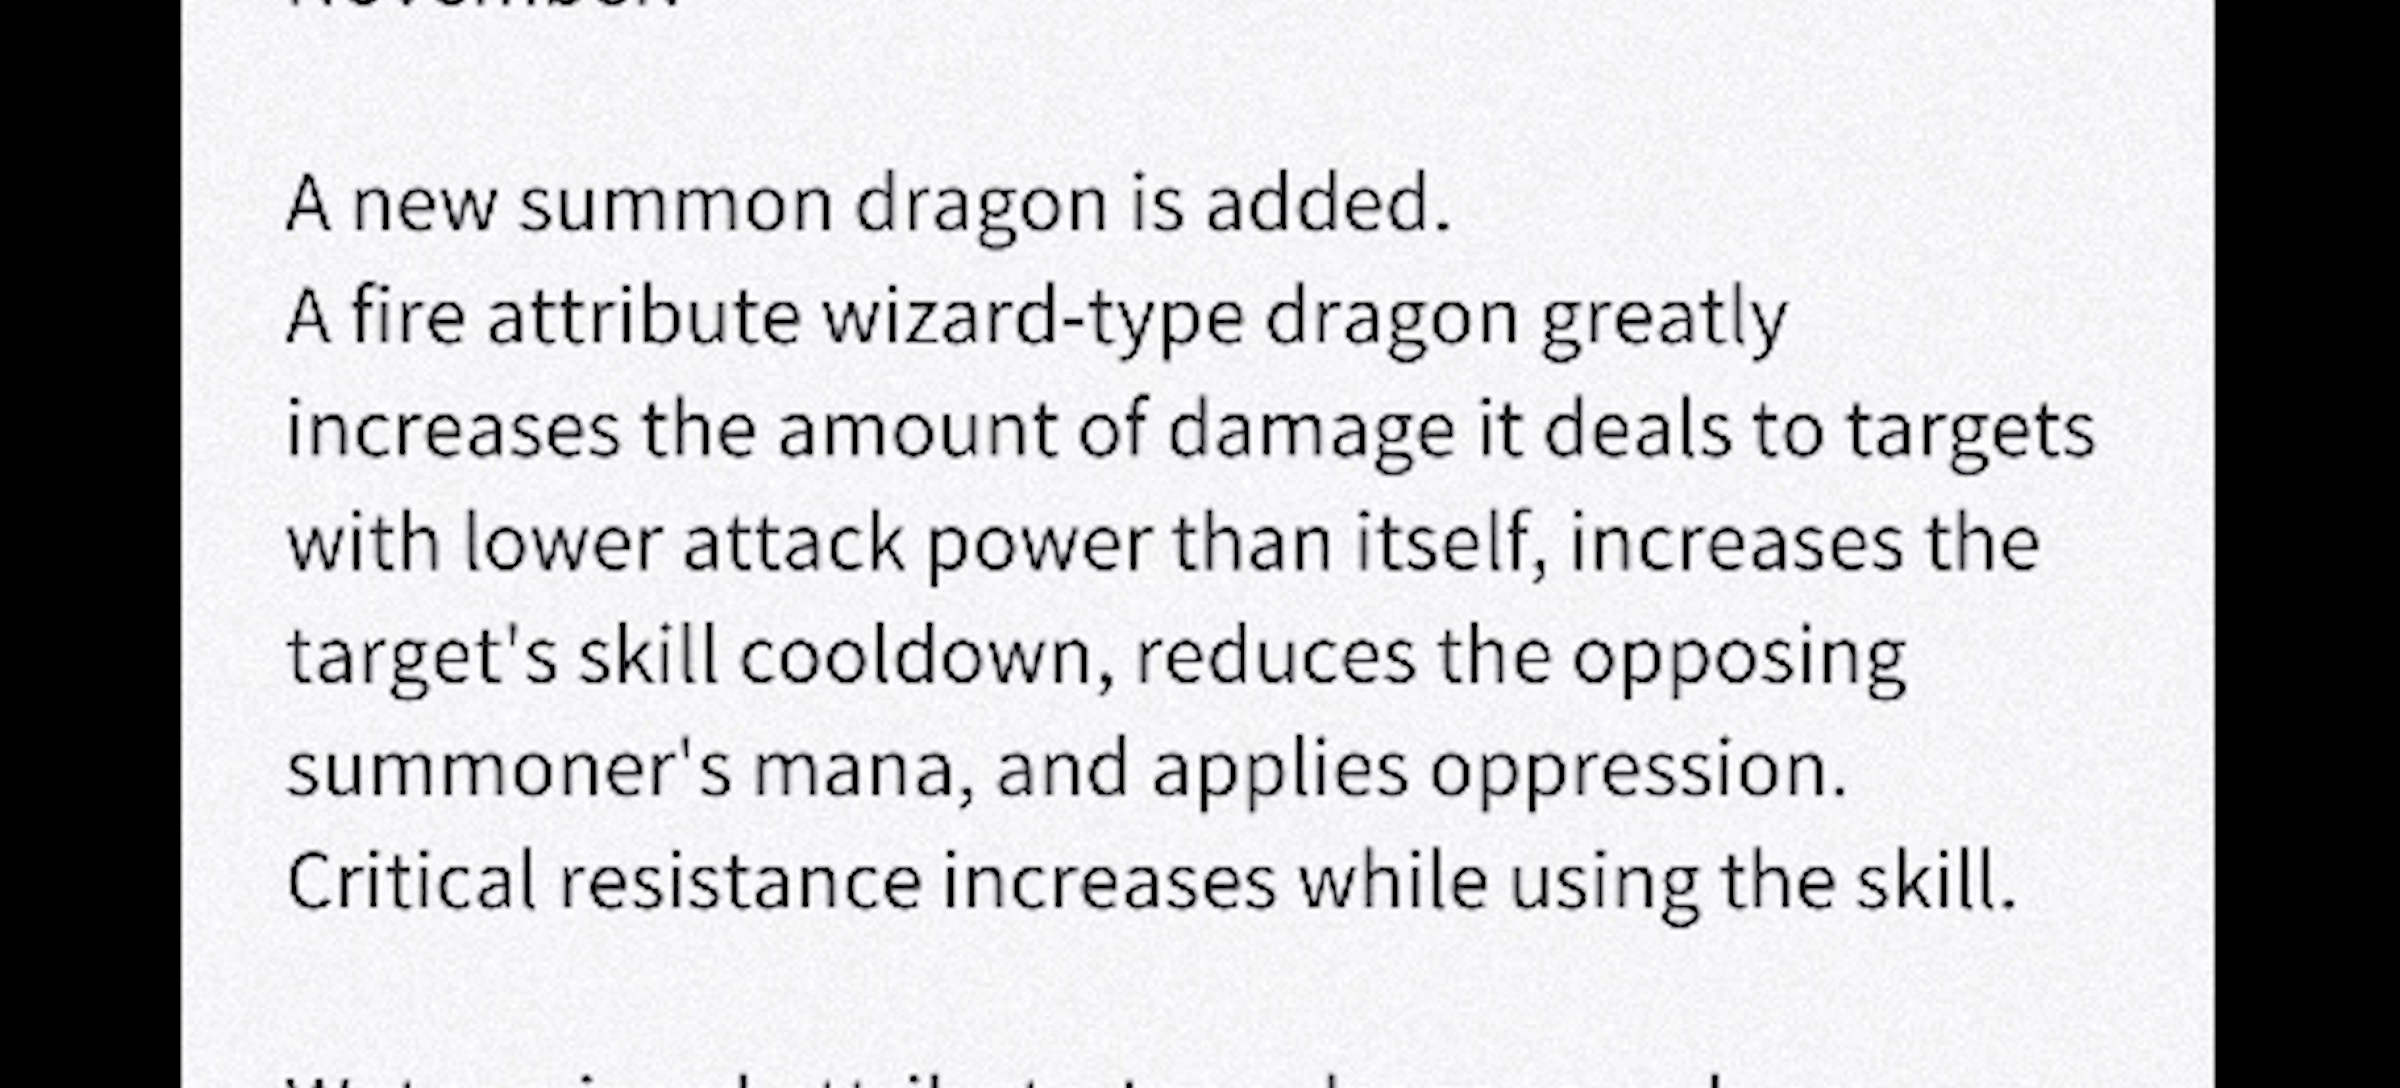 November.
A new summon dragon is added.
A fire attribute wizard-type dragon greatly
increases the amount of damage it deals to targets
with lower attack power than itself, increases the
target's skill cooldown, reduces the opposing
summoner's mana, and applies oppression.
Critical resistance increases while using the skill.